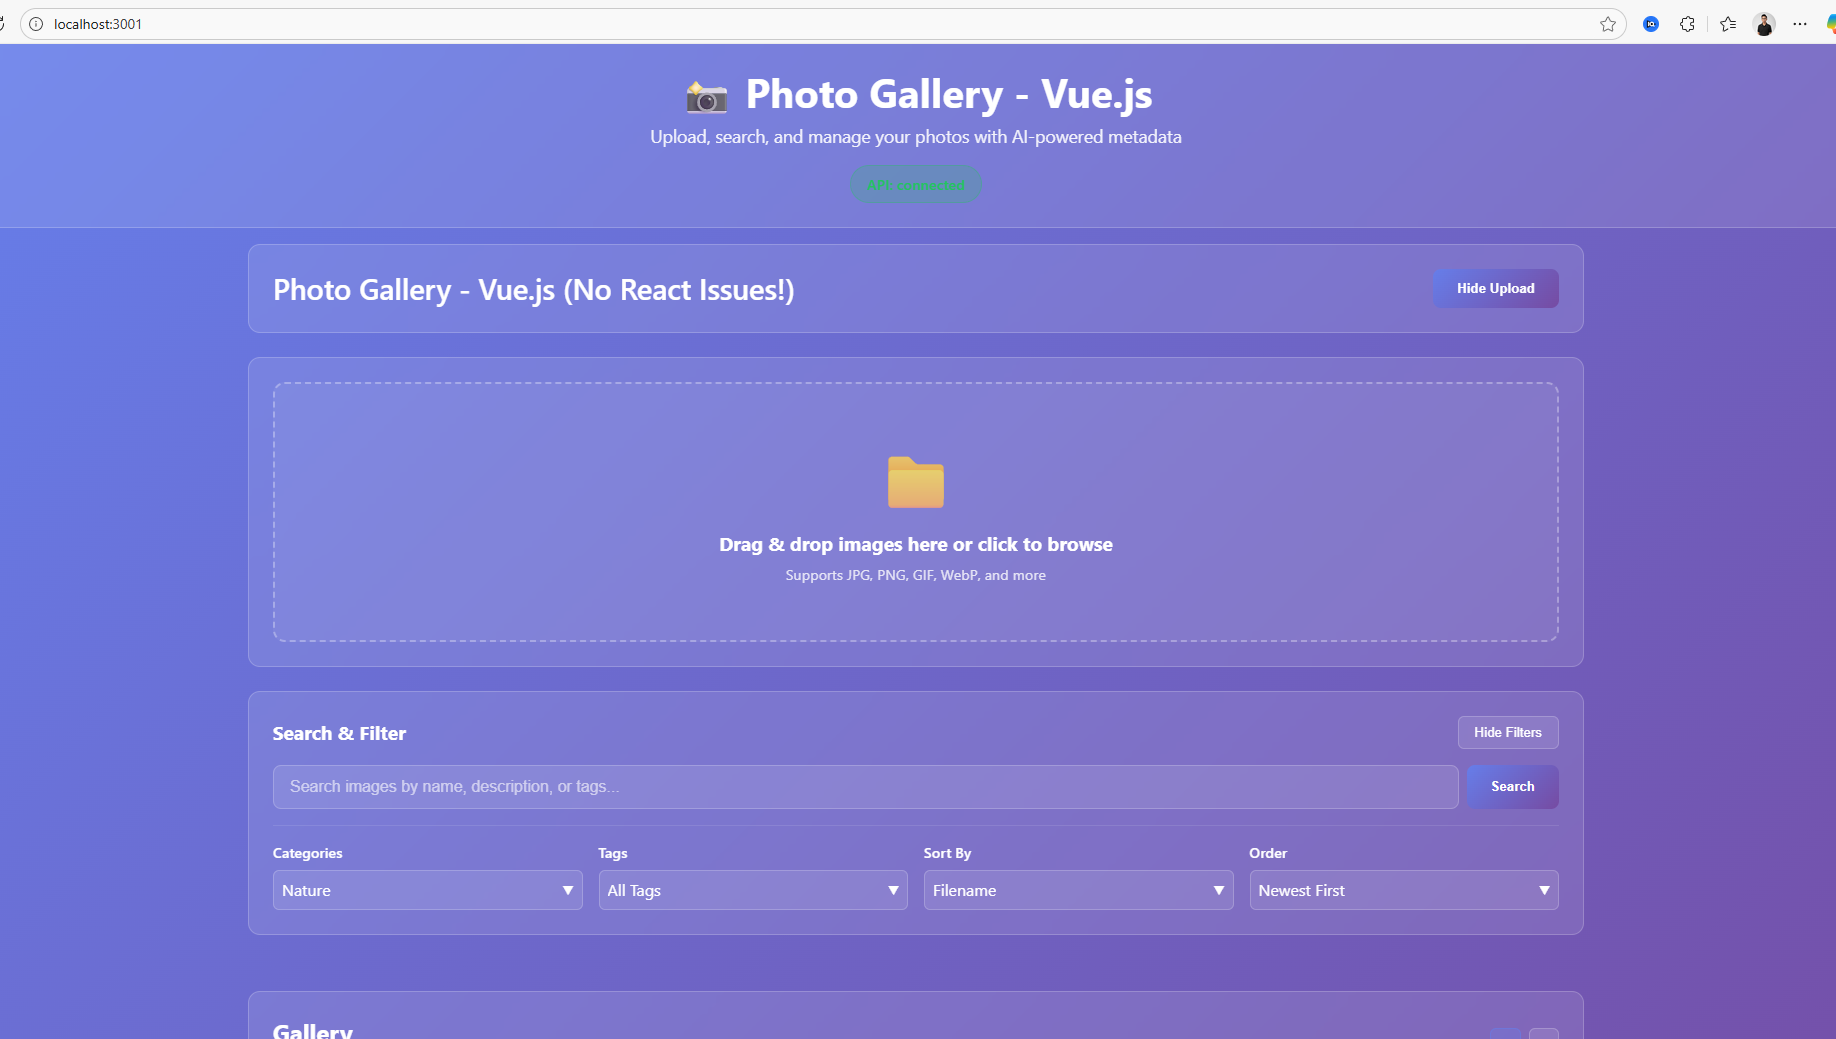 localhost:3001
Photo Gallery - Vue.js
Upload, search, and manage your photos with AI-powered metadata
API: connected
Photo Gallery - Vue.js (No React Issues!)
Hide Upload
Drag & drop images here or click to browse
Supports JPG, PNG, GIF, WebP, and more
Search & Filter
Hide Filters
Search images by name, description, or tags...
Search
Categories
Tags
Sort By
Order
Nature
All Tags
Filename
Newest First
Gallery